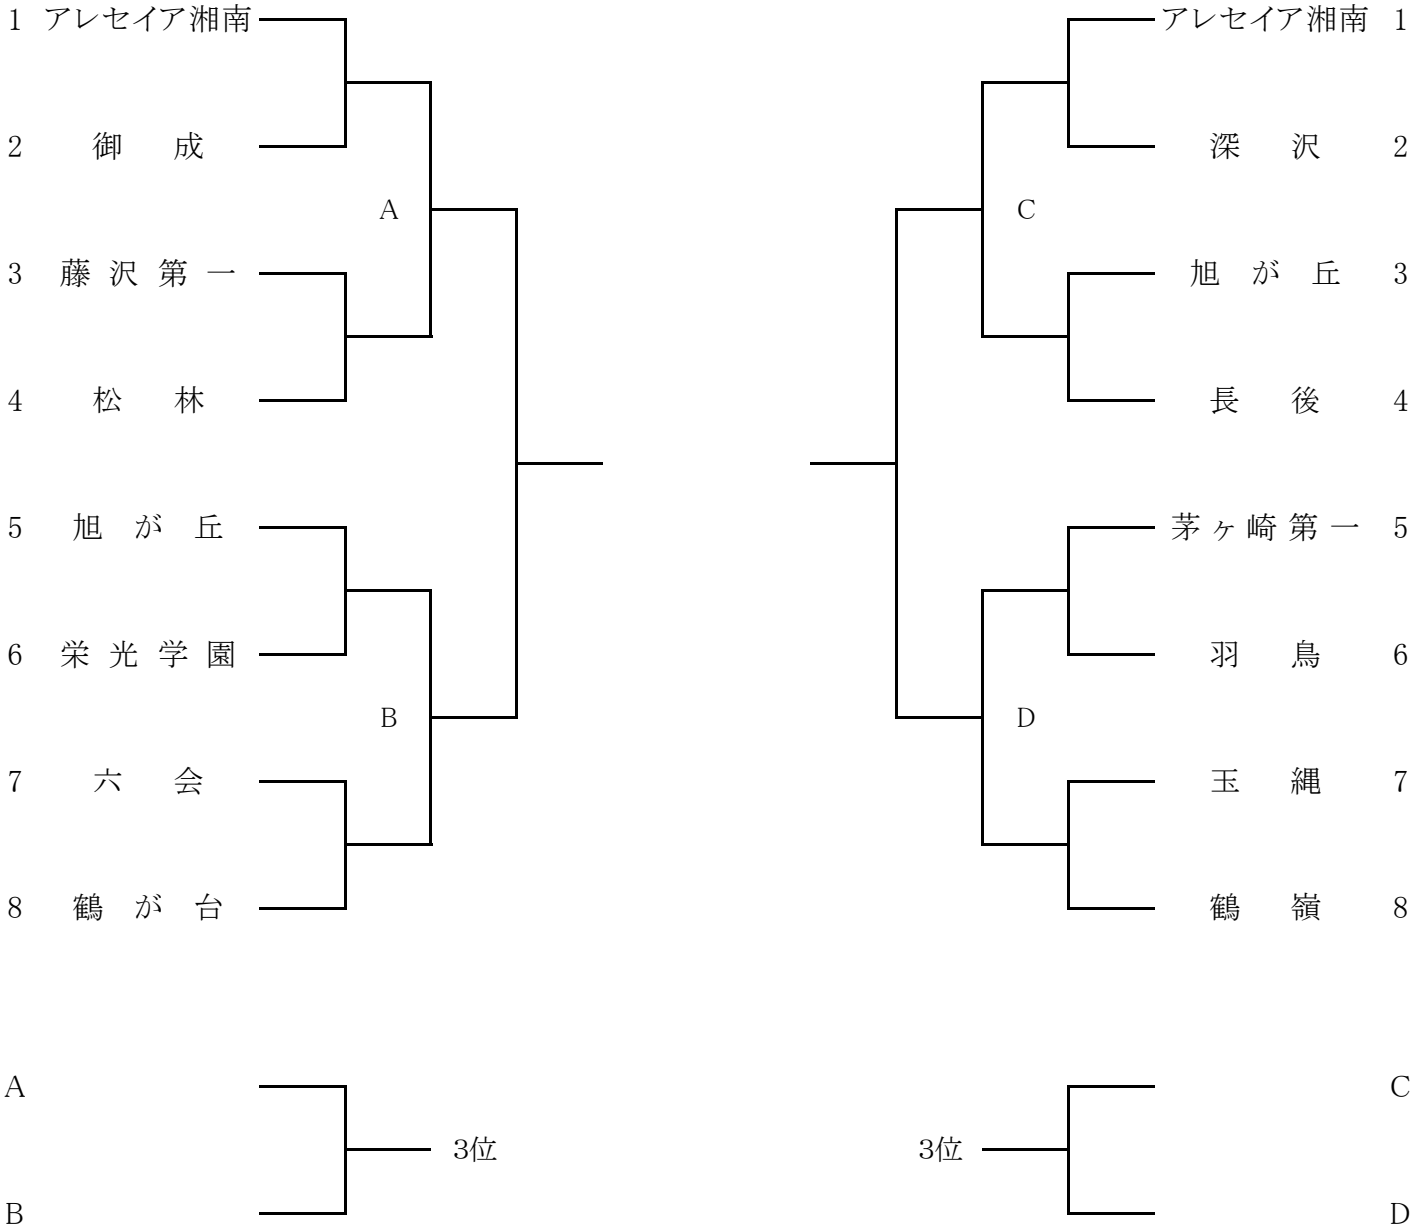 1 アレセイア湘南 アレセイア湘南 1
2 御成 深沢 2
A C
3 藤沢第一 旭が丘 3
4 松林 長後 4
5 旭が丘 茅ヶ崎第一 5
6 栄光学園 羽鳥 6
B D
7 六会 玉縄 7
8 鶴が台 鶴嶺 8
A C
3位 3位
B D